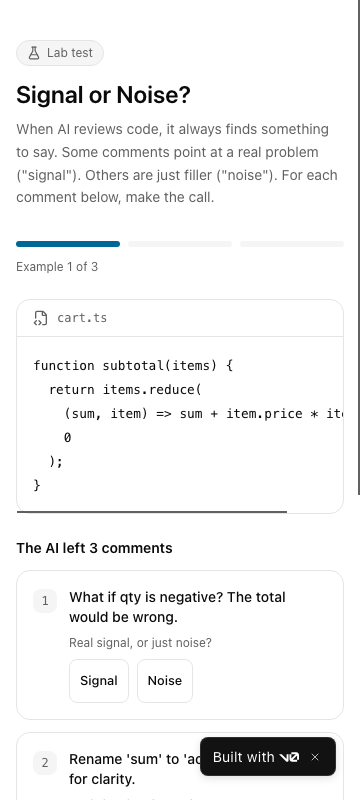 Lab test
Signal or Noise?
When AI reviews code, it always finds something
to say. Some comments point at a real problem
("signal"). Others are just filler ("noise"). For each
comment below, make the call.
Example 1 of 3
cart.ts
function subtotal(items) {
return items.reduce(
(sum, item) => sum + item.price *
0
);
}
The AI left 3 comments
1
What if qty is negative? The total
would be wrong.
Real signal, or just noise?
Signal
Noise
2
Rename 'sum' to
for clarity.
Built with v0